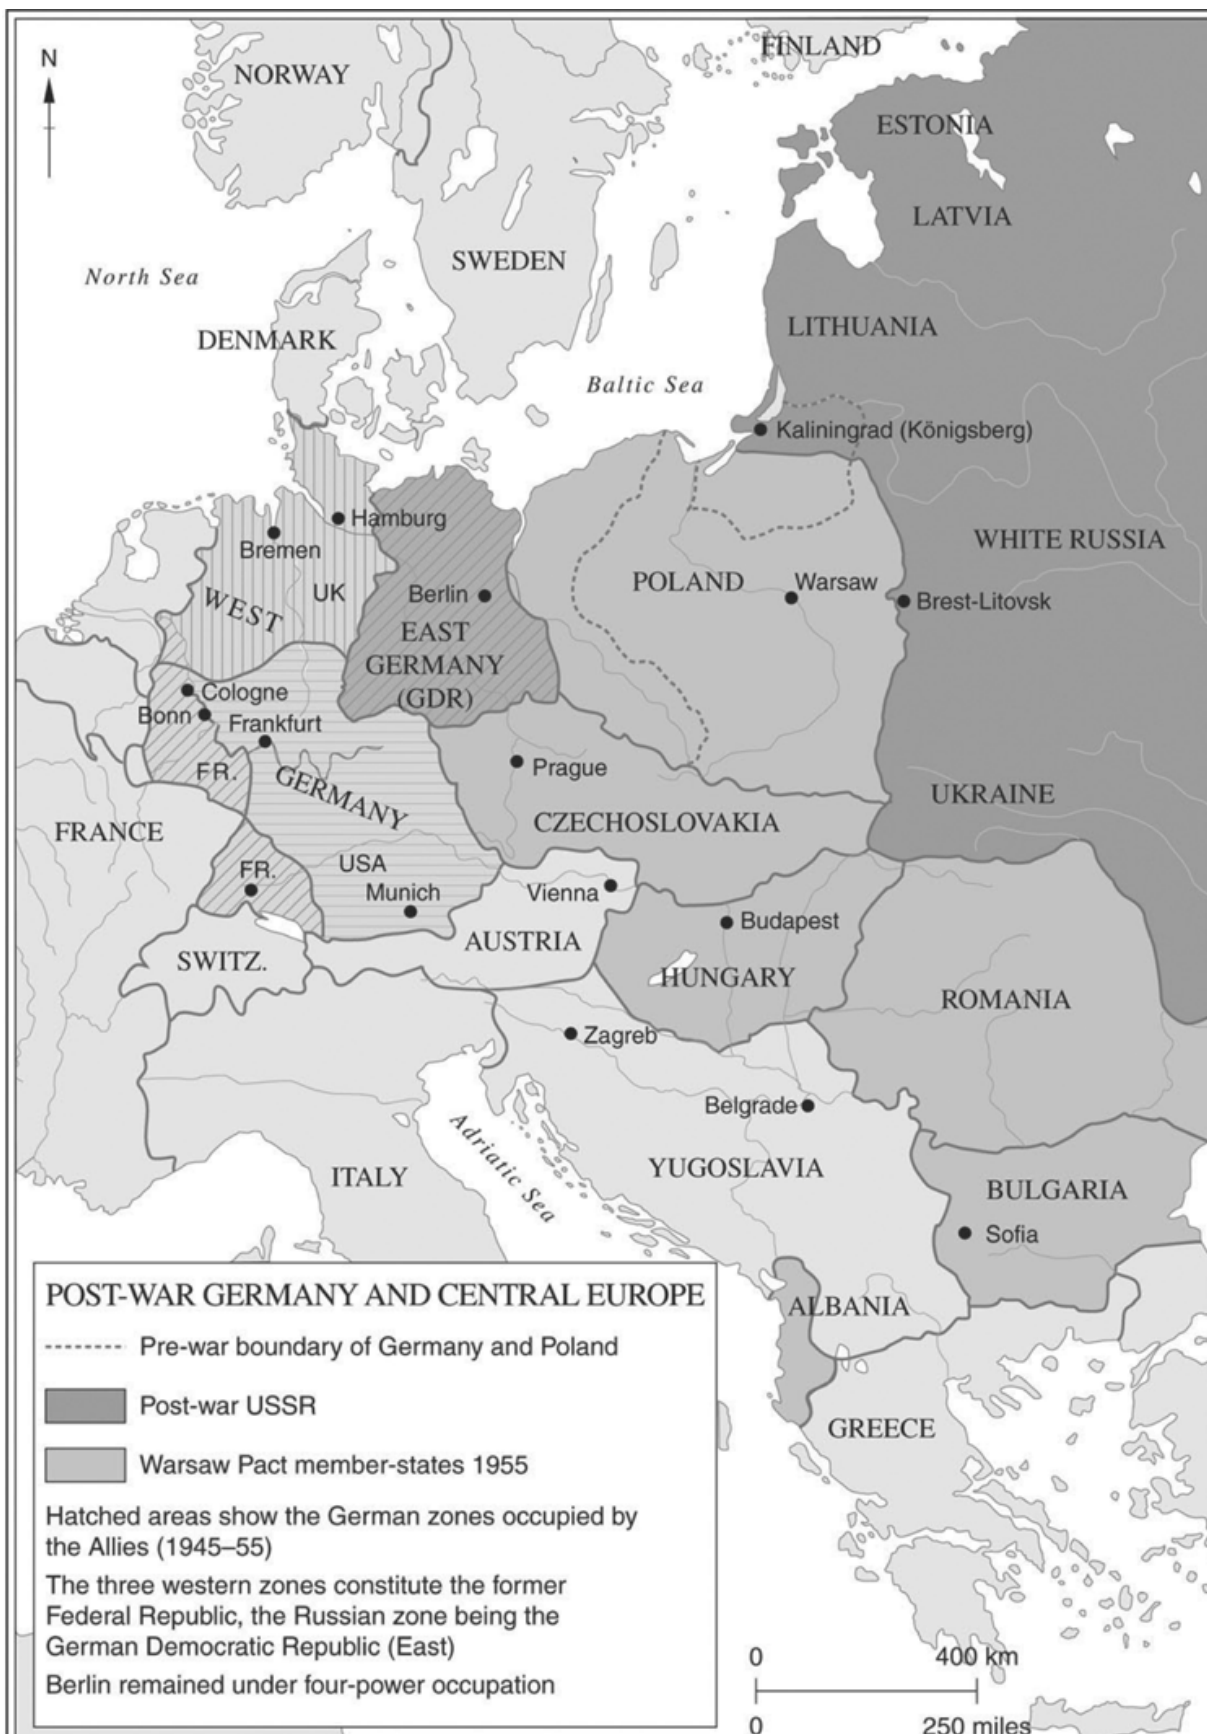 N
NORWAY
FINLAND
ESTONIA
LATVIA
SWEDEN
North Sea
LITHUANIA
DENMARK
Baltic Sea
Kaliningrad (Königsberg)
Hamburg
Bremen
WHITE RUSSIA
POLAND
Warsaw
UK
Berlin
Brest-Litovsk
WEST
EAST
GERMANY
(GDR)
Cologne
Bonn
Frankfurt
FR.
Prague
GERMANY
UKRAINE
CZECHOSLOVAKIA
FRANCE
FR.
USA
Munich
Vienna
Budapest
AUSTRIA
SWITZ.
HUNGARY
ROMANIA
Zagreb
Belgrade
Adriatic Sea
YUGOSLAVIA
ITALY
BULGARIA
Sofia
ALBANIA
GREECE
POST-WAR GERMANY AND CENTRAL EUROPE
Pre-war boundary of Germany and Poland
Post-war USSR
Warsaw Pact member-states 1955
Hatched areas show the German zones occupied by
the Allies (1945–55)
The three western zones constitute the former
Federal Republic, the Russian zone being the
German Democratic Republic (East)
Berlin remained under four-power occupation
0 400 km
0 250 miles